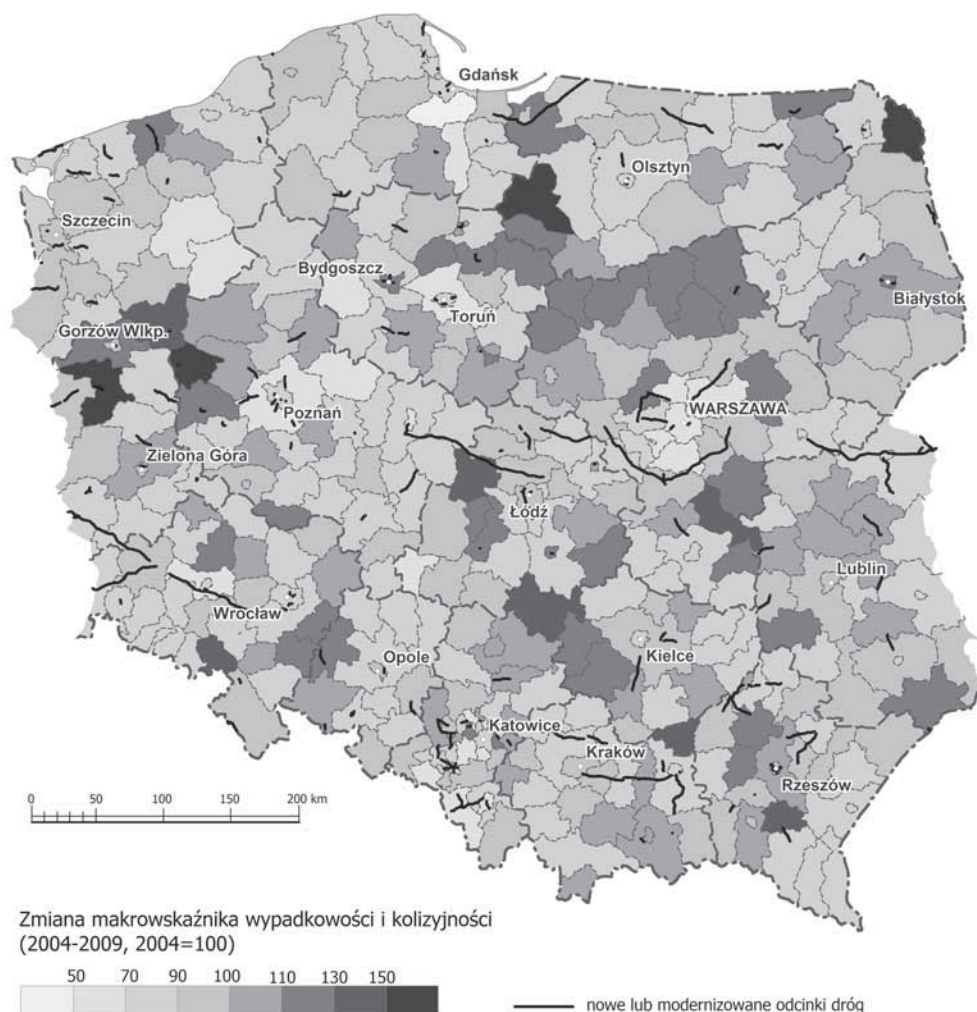 Gdańsk
Olsztyn
Szczecin
Bydgoszcz
Białystok
Toruń
Gorzów Wlkp.
Poznań
WARSZAWA
Zielona Góra
Łódź
Lublin
Wrocław
Opole
Kielce
Katowice
Kraków
Rzeszów
0 50 100 150 200 km
Zmiana makrowskaźnika wypadkowości i kolizyjności
(2004-2009, 2004=100)
50 70 90 100 110 130 150
nowe lub modernizowane odcinki dróg